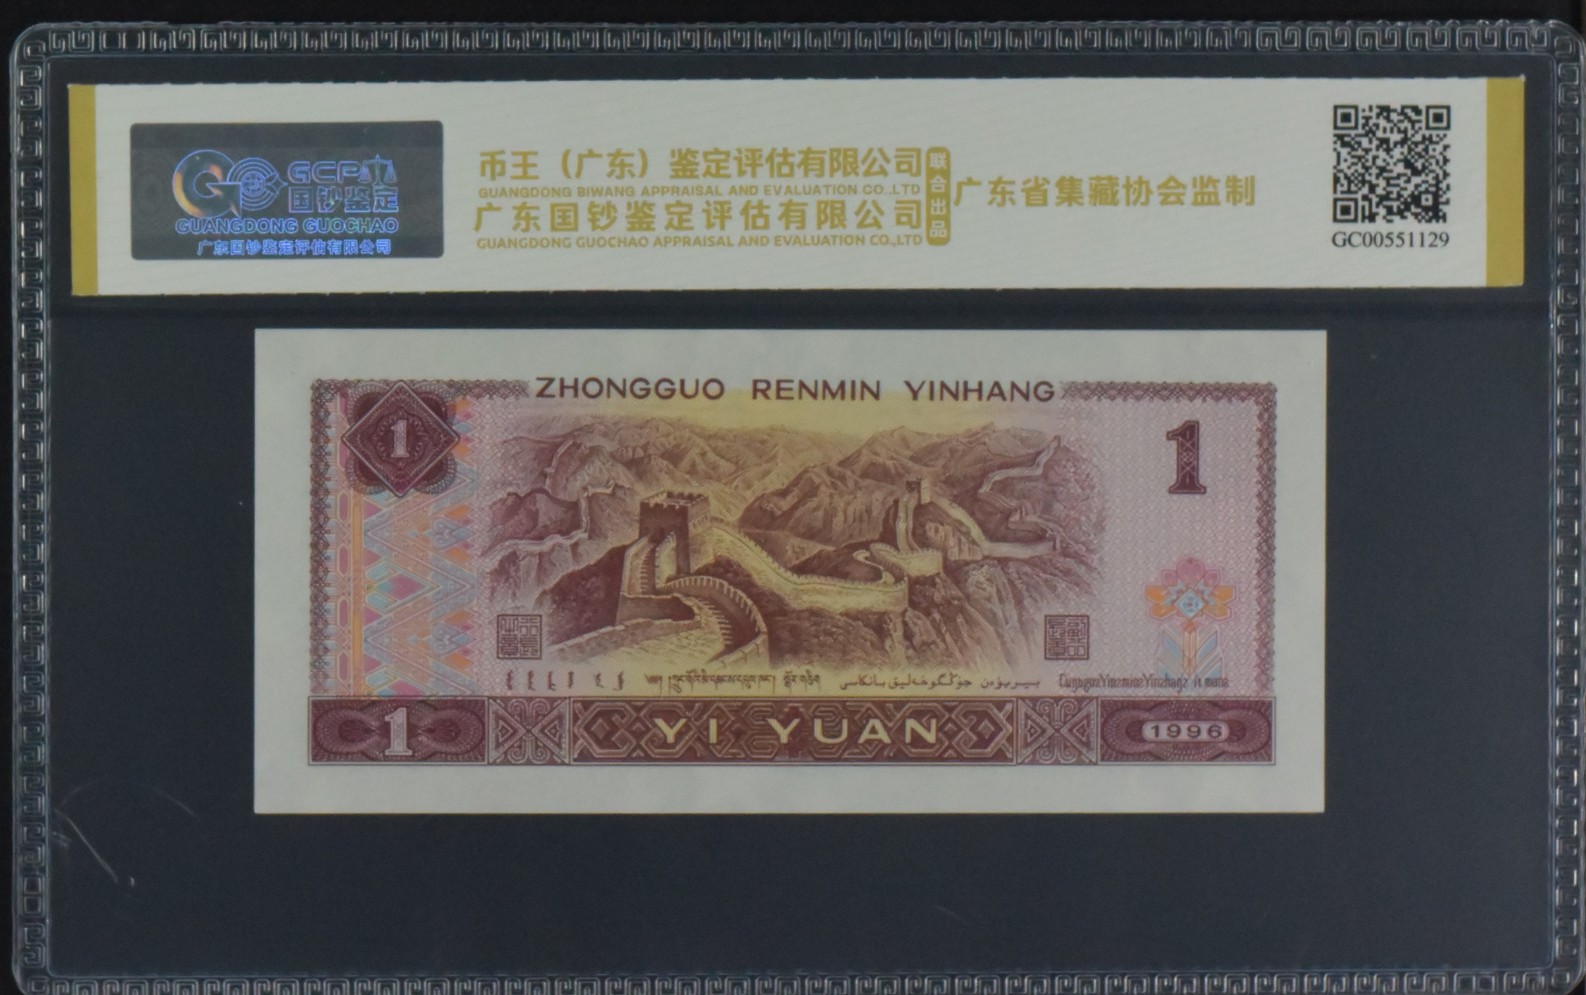 GCP
国钞鉴定
GUANGDONG GUOCHAO
广东国钞鉴定评估有限公司
币王（广东）鉴定评估有限公司
GUANGDONG BIWANG APPRAISAL AND EVALUATION CO.,LTD
广东国钞鉴定评估有限公司
GUANGDONG GUOCHAO APPRAISAL AND EVALUATION CO.,LTD
联合出品
广东省集藏协会监制
GC00551129
ZHONGGUO RENMIN YINHANG
1
1
1
YI YUAN
1996